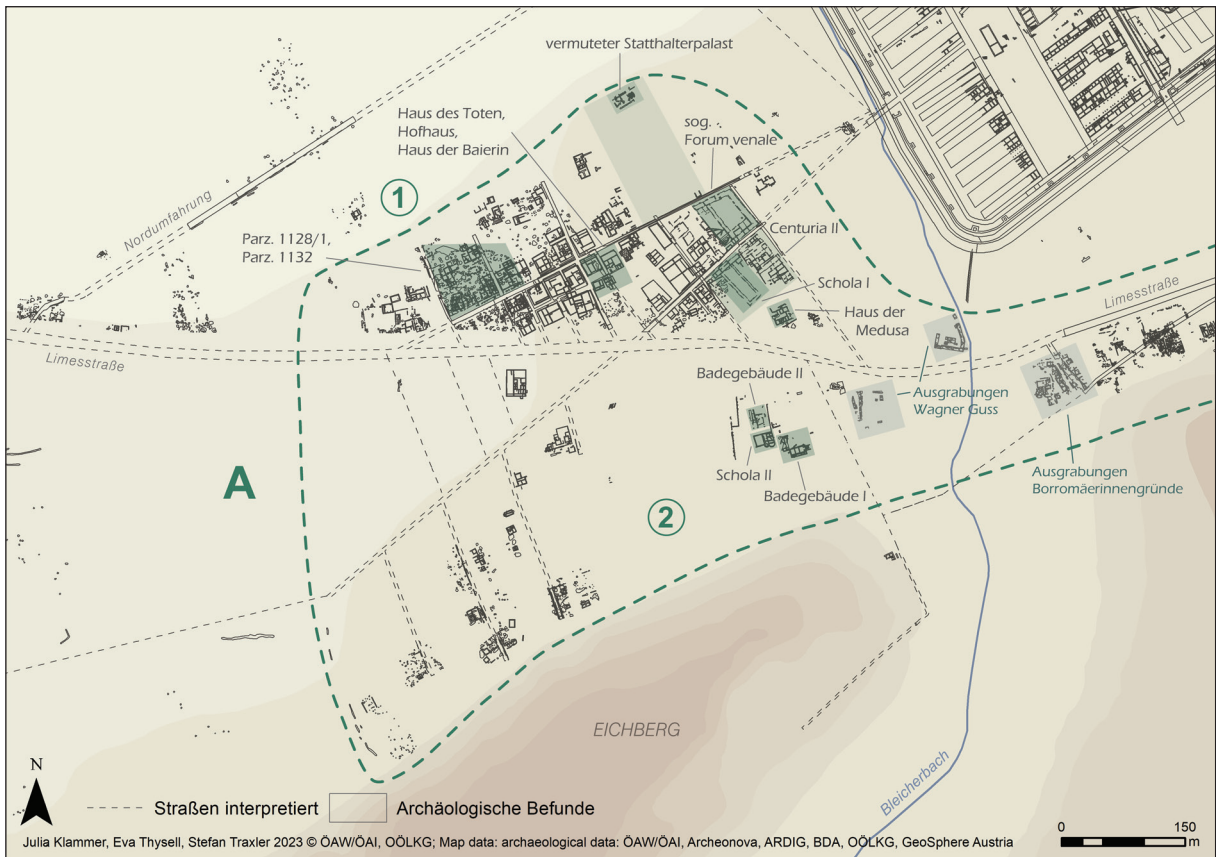 vermuteter Statthalterpalast
Haus des Toten,
Hofhaus,
Haus der Baierin
sog.
Forum venale
1
Nordumfahrung
Parz. 1128/1,
Parz. 1132
Centuria II
Schola I
Haus der
Medusa
Limesstraße
Limesstraße
Badegebäude II
Ausgrabungen
Wagner Guss
A
Schola II
Badegebäude I
Ausgrabungen
Borromäerinnengründe
2
EICHBERG
Bleicherbach
N
Straßen interpretiert
Archäologische Befunde
0 150
m
Julia Klammer, Eva Thysell, Stefan Traxler 2023 © ÖAW/ÖAI, OÖLKG; Map data: archaeological data: ÖAW/ÖAI, Archeonova, ARDIG, BDA, OÖLKG, GeoSphere Austria